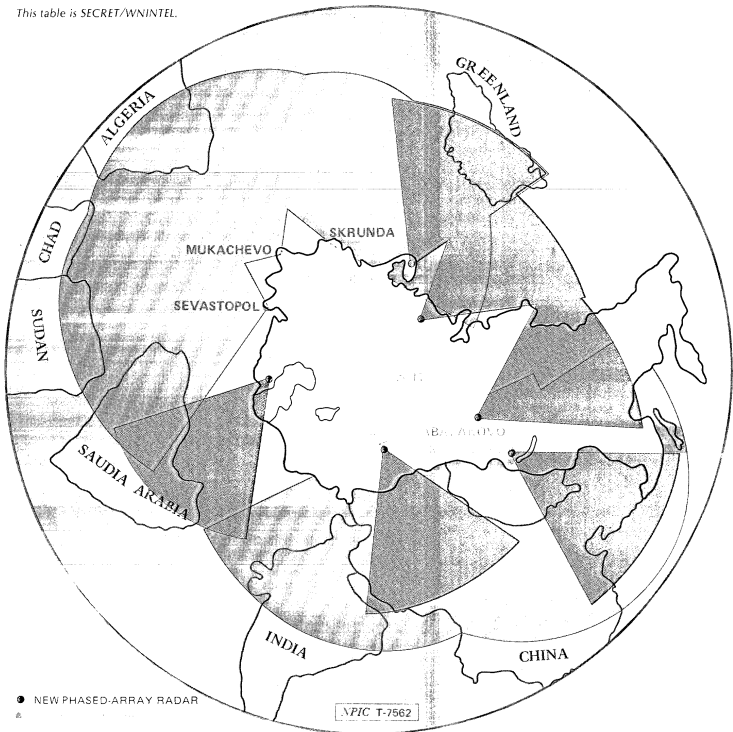 This table is SECRET/WNINTEL.
GREENLAND
ALGERIA
SKRUNDA
MUKACHEVO
CHAD
SEVASTOPOL
SUDAN
SAUDIA ARABIA
INDIA
CHINA
NEW PHASED-ARRAY RADAR
NPIC T-7562